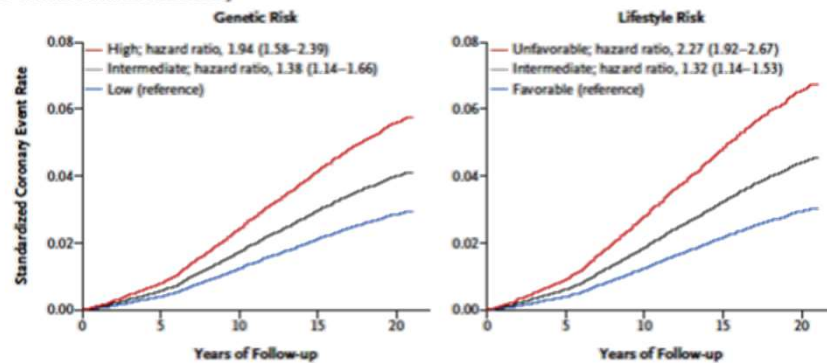 Genetic Risk
High; hazard ratio, 1.94 (1.58–2.39)
Intermediate; hazard ratio, 1.38 (1.14–1.66)
Low (reference)
Standardized Coronary Event Rate
0.08
0.06
0.04
0.02
0.00
0 5 10 15 20
Years of Follow-up
Lifestyle Risk
Unfavorable; hazard ratio, 2.27 (1.92–2.67)
Intermediate; hazard ratio, 1.32 (1.14–1.53)
Favorable (reference)
0.08
0.06
0.04
0.02
0.00
0 5 10 15 20
Years of Follow-up